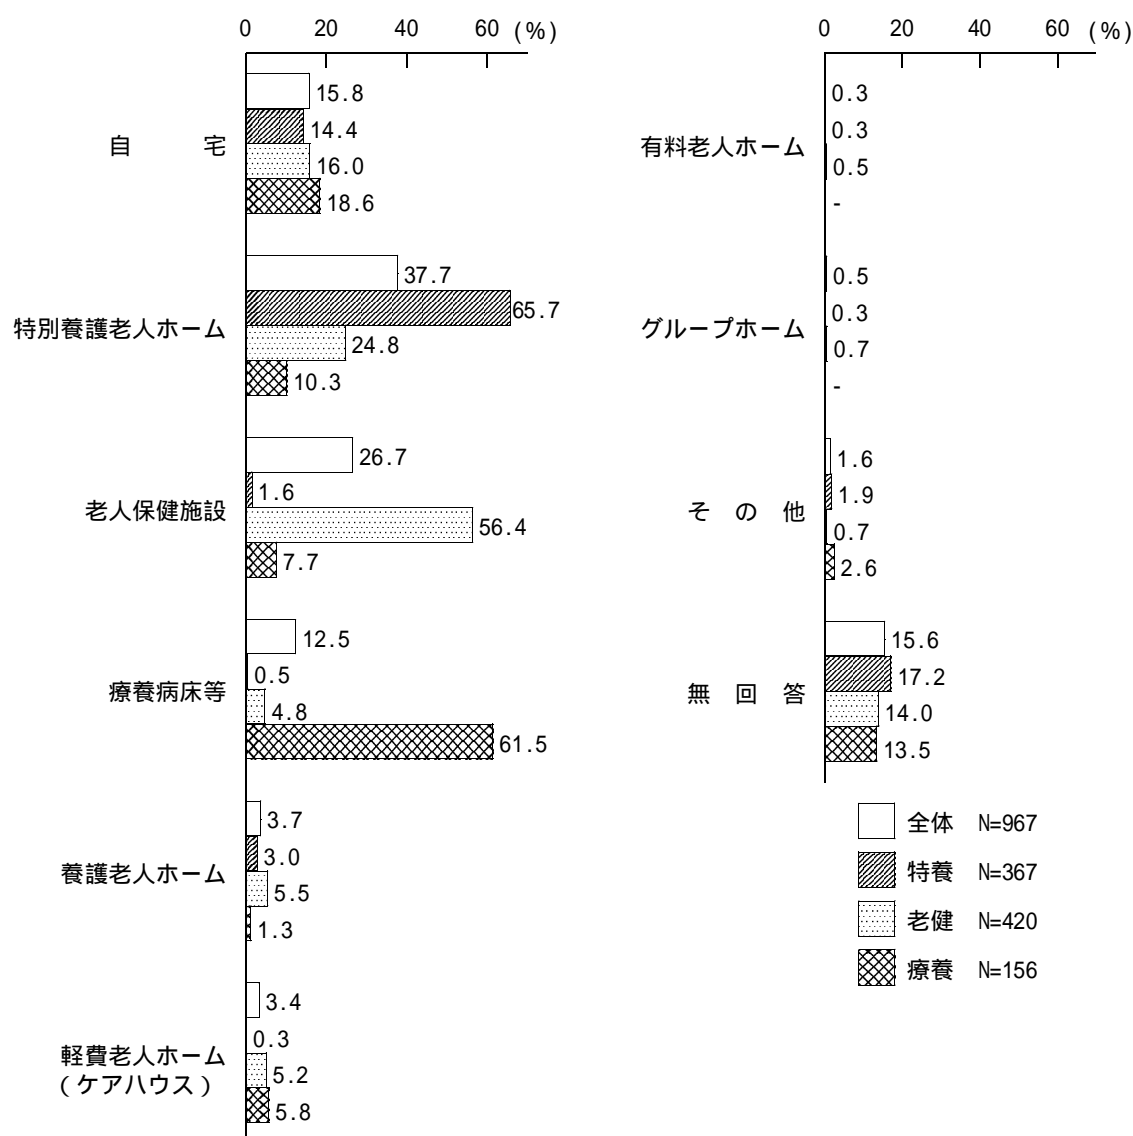 0 20 40 60 (%)
自　宅
15.8
14.4
16.0
18.6
特別養護老人ホーム
37.7
65.7
24.8
10.3
老人保健施設
26.7
1.6
56.4
7.7
療養病床等
12.5
0.5
4.8
61.5
養護老人ホーム
3.7
3.0
5.5
1.3
軽費老人ホーム
(ケアハウス)
3.4
0.3
5.2
5.8
0 20 40 60 (%)
有料老人ホーム
0.3
0.3
0.5
-
グループホーム
0.5
0.3
0.7
-
そ の 他
1.6
1.9
0.7
2.6
無 回 答
15.6
17.2
14.0
13.5
全体 N=967
特養 N=367
老健 N=420
療養 N=156